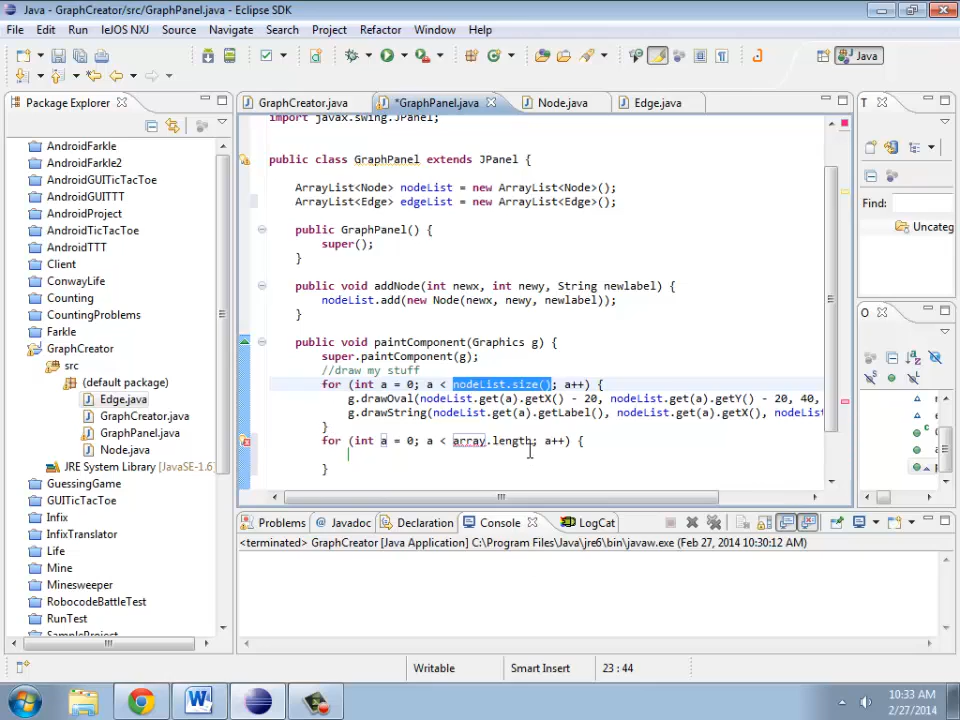 Java - GraphCreator/src/GraphPanel.java - Eclipse SDK
File Edit Run LeJOS NXJ Source Navigate Search Project Refactor Window Help
Java
Package Explorer
GraphCreator.java
*GraphPanel.java
Node.java
Edge.java
T
AndroidFarkle
AndroidFarkle2
AndroidGUITicTacToe
AndroidGUITTT
AndroidProject
AndroidTicTacToe
AndroidTTT
Client
ConwayLife
Counting
CountingProblems
Farkle
GraphCreator
src
(default package)
Edge.java
GraphCreator.java
GraphPanel.java
Node.java
JRE System Library [JavaSE-1.6
GuessingGame
GUICTTOE
Infix
InfixTranslator
Life
Mine
Minesweeper
RobocodeBattleTest
RunTest
SampleProject
import javax.swing.JPanel;
public class GraphPanel extends JPanel {
ArrayList<Node> nodeList = new ArrayList<Node>();
ArrayList<Edge> edgeList = new ArrayList<Edge>();
public GraphPanel() {
super();
}
public void addNode(int newx, int newy, String newlabel) {
nodeList.add(new Node(newx, newy, newlabel));
}
public void paintComponent(Graphics g) {
super.paintComponent(g);
//draw my stuff
for (int a = 0; a < nodeList.size(); a++) {
g.drawOval(nodeList.get(a).getX() - 20, nodeList.get(a).getY() - 20, 40,
g.drawString(nodeList.get(a).getLabel(), nodeList.get(a).getX(), nodeList
for (int a = 0; a < array.length; a++) {
}
Find:
Uncateg
O
Problems
Javadoc
Declaration
Console
LogCat
<terminated> GraphCreator [Java Application] C:\Program Files\Java\jre6\bin\javaw.exe (Feb 27, 2014 10:30:12 AM)
Writable
Smart Insert
23 : 44
10:33 AM
2/27/2014